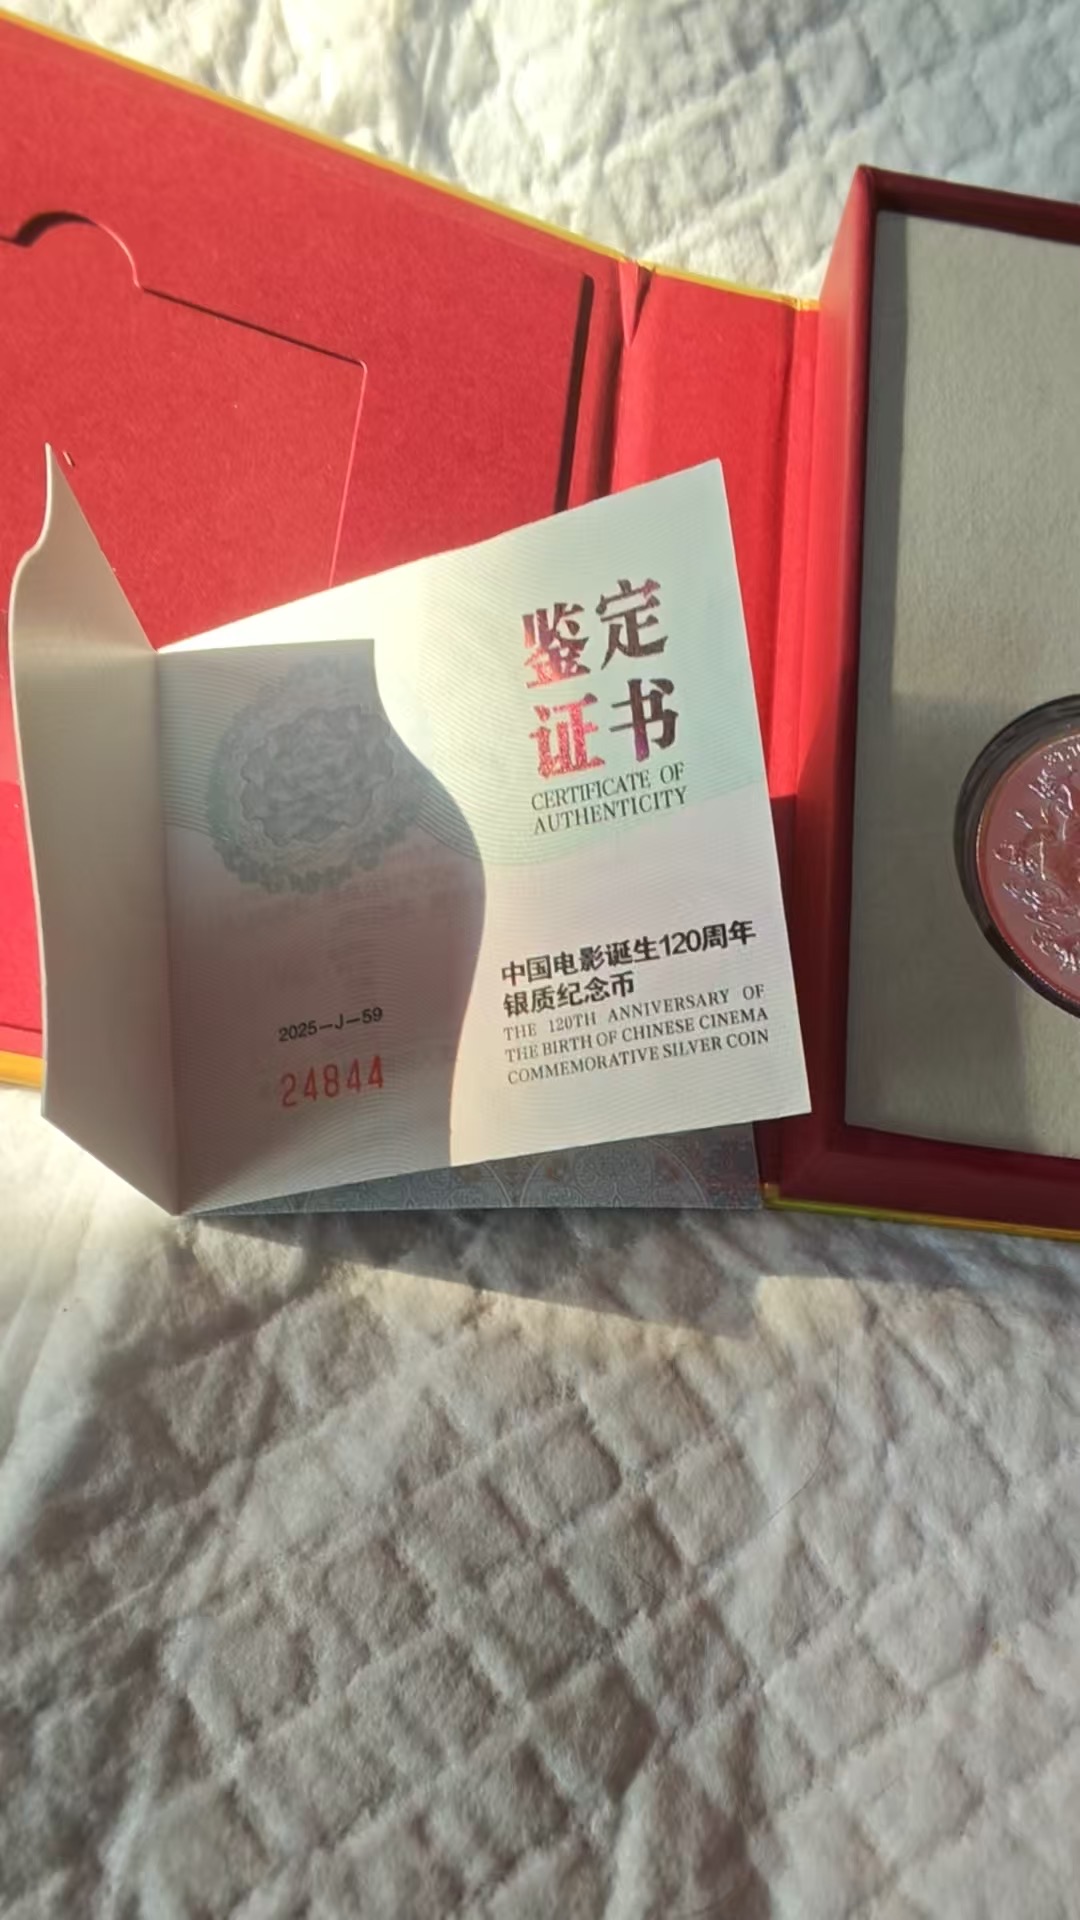 鉴定
证书
CERTIFICATE OF
AUTHENTICITY
中国电影诞生120周年
银质纪念币
THE 120TH ANNIVERSARY OF
THE BIRTH OF CHINESE CINEMA
COMMEMORATIVE SILVER COIN
2025-J-59
24844